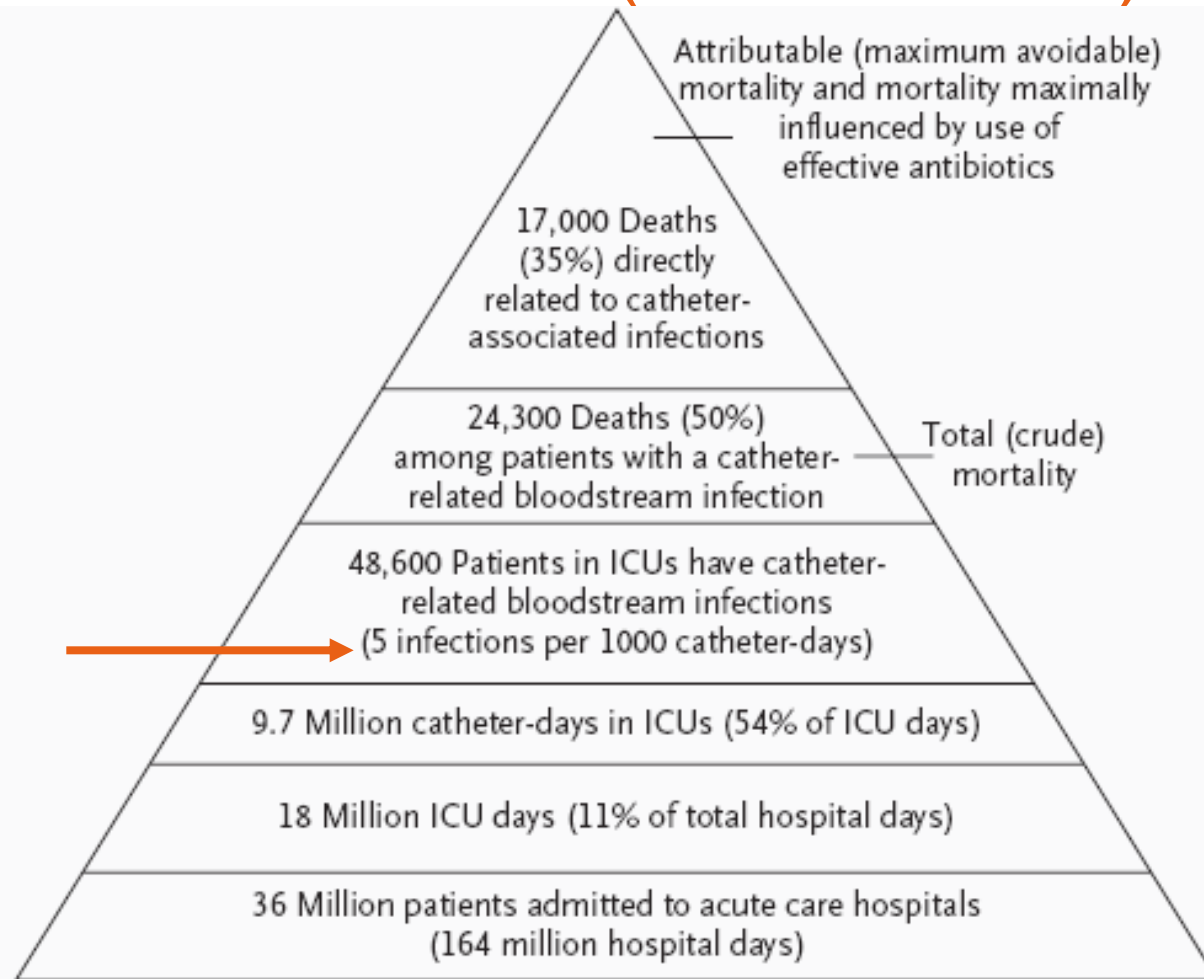 Attributable (maximum avoidable)
mortality and mortality maximally
influenced by use of
effective antibiotics
17,000 Deaths
(35%) directly
related to catheter-
associated infections
24,300 Deaths (50%)
among patients with a catheter-
related bloodstream infection
Total (crude)
mortality
48,600 Patients in ICUs have catheter-
related bloodstream infections
(5 infections per 1000 catheter-days)
9.7 Million catheter-days in ICUs (54% of ICU days)
18 Million ICU days (11% of total hospital days)
36 Million patients admitted to acute care hospitals
(164 million hospital days)